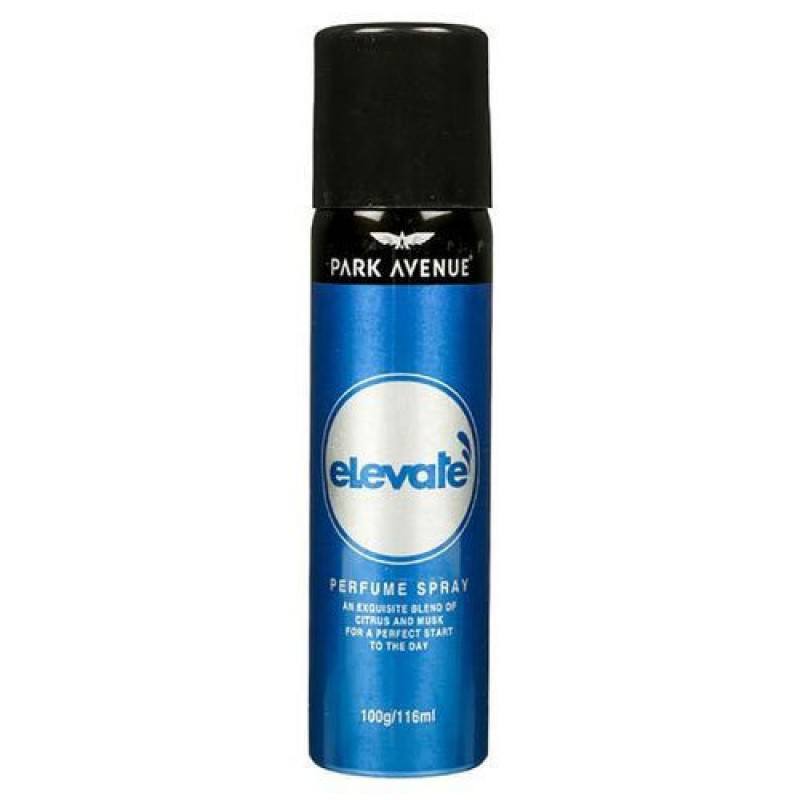 PARK AVENUE®
elevate
PERFUME SPRAY
AN EXQUISITE BLEND OF
CITRUS AND MUSK
FOR A PERFECT START
TO THE DAY
100g/116ml